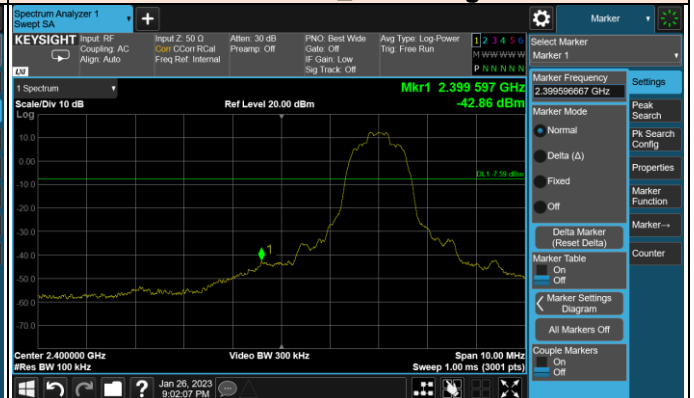 Spectrum Analyzer 1
Swept SA
+
Marker
KEYSIGHT
Input: RF
Coupling: AC
Align: Auto
Input Z: 50 Ω
Corr CCorr RCal
Freq Ref: Internal
Atten: 30 dB
Preamp: Off
PNO: Best Wide
Gate: Off
IF Gain: Low
Sig Track: Off
Avg Type: Log-Power
Trig: Free Run
1 2 3 4 5 6
M W W W W W
P N N N N N
LXI
Select Marker
Marker 1
1 Spectrum
Scale/Div 10 dB
Log
Ref Level 20.00 dBm
Mkr1 2.399 597 GHz
-42.86 dBm
10.0
0.00
-10.0
-20.0
-30.0
-40.0
-50.0
-60.0
-70.0
DL1 -7.59 dBm
1
Center 2.400000 GHz
#Res BW 100 kHz
Video BW 300 kHz
Span 10.00 MHz
Sweep 1.00 ms (3001 pts)
Marker Frequency
2.399596667 GHz
Marker Mode
Normal
Delta (Δ)
Fixed
Off
Delta Marker
(Reset Delta)
Marker Table
On
Off
Marker Settings
Diagram
All Markers Off
Couple Markers
On
Off
Settings
Peak
Search
Pk Search
Config
Properties
Marker
Function
Marker→
Counter
?
Jan 26, 2023
9:02:07 PM